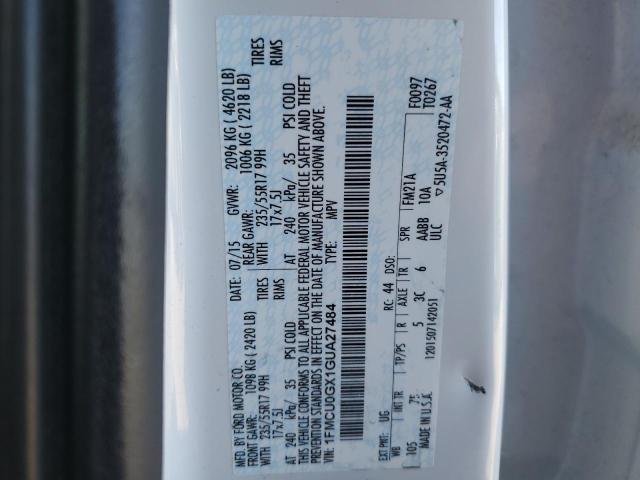 MFD. BY FORD MOTOR CO.
DATE: 07/15 GVWR: 2096 KG ( 4620 LB)
FRONT GAWR: 1098 KG ( 2420 LB) REAR GAWR: 1006 KG ( 2218 LB)
WITH 235/55R17 99H TIRES WITH 235/55R17 99H TIRES
17x7.5J RIMS 17x7.5J RIMS
AT 240 kPa/ 35 PSI COLD AT 240 kPa/ 35 PSI COLD
THIS VEHICLE CONFORMS TO ALL APPLICABLE FEDERAL MOTOR VEHICLE SAFETY AND THEFT
PREVENTION STANDARDS IN EFFECT ON THE DATE OF MANUFACTURE SHOWN ABOVE.
VIN: 1FMCU0GX1GUA27484 TYPE: MPV
F0097
T0267
EXT PNT: UG RC: 44 DSO:
WB INT TR TP/PS R AXLE TR SPR FM21A
105 5 3C 6 AABB 10A
MADE IN U.S.A. 1201507142051 ULC ▽5U5A-3520472-AA